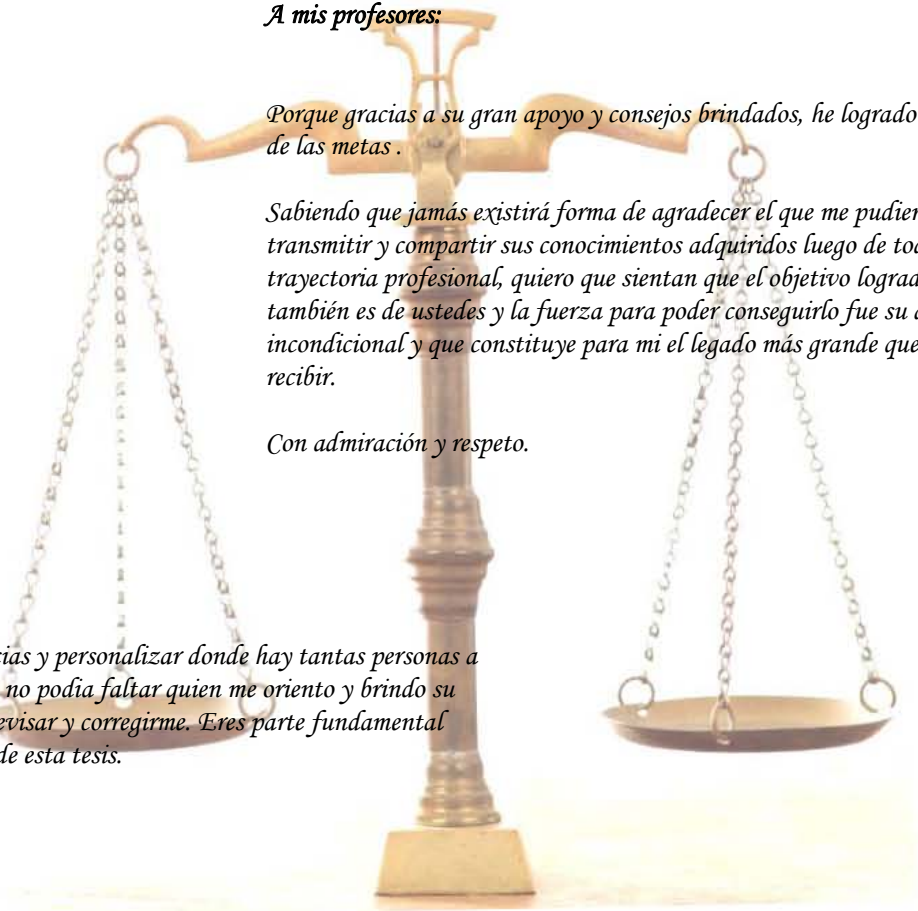 A mis profesores:
Porque gracias a su gran apoyo y consejos brindados, he logrado
de las metas .
Sabiendo que jamás existirá forma de agradecer el que me pudier
transmitir y compartir sus conocimientos adquiridos luego de tod
trayectoria profesional, quiero que sientan que el objetivo lograd
también es de ustedes y la fuerza para poder conseguirlo fue su
incondicional y que constituye para mi el legado más grande que
recibir.
Con admiración y respeto.
cias y personalizar donde hay tantas personas a
no podia faltar quien me oriento y brindo su
evisar y corregirme. Eres parte fundamental
de esta tesis.